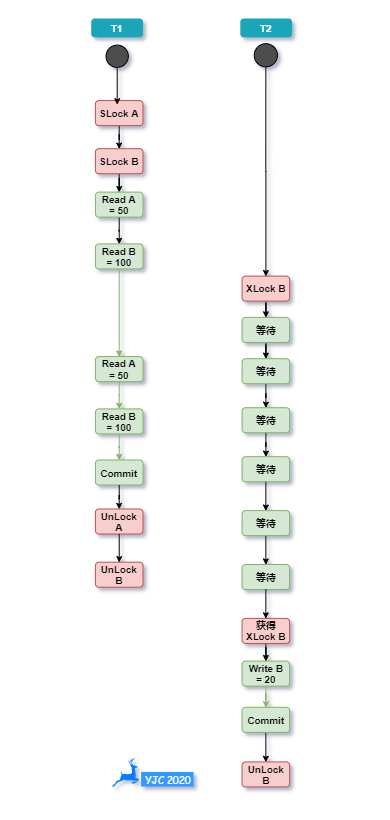 T1
SLock A
SLock B
Read A
= 50
Read B
= 100
Read A
= 50
Read B
= 100
Commit
UnLock
A
UnLock
B
T2
XLock B
等待
等待
等待
等待
等待
等待
获得
XLock B
Write B
= 20
Commit
UnLock
B
YJC 2020